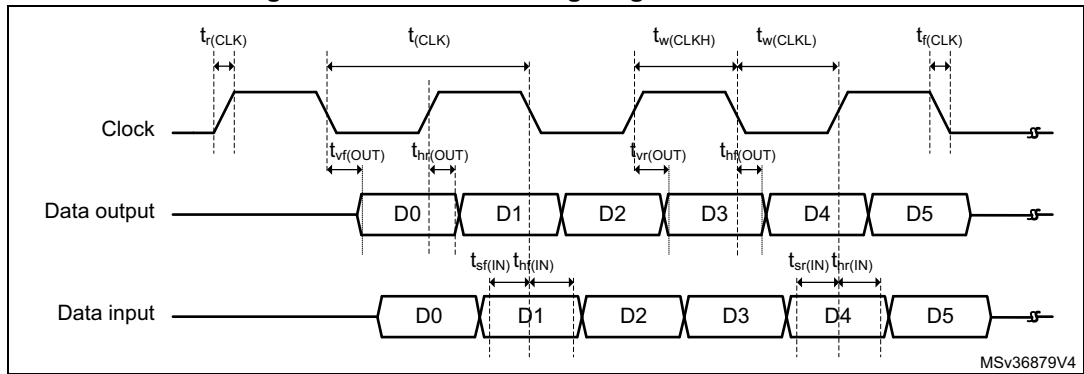 tr(CLK) t(CLK) tw(CLKH) tw(CLKL) tf(CLK)
Clock
tvf(OUT) thr(OUT) tvr(OUT) thf(OUT)
Data output D0 D1 D2 D3 D4 D5
tsf(IN) thf(IN) tsr(IN) thr(IN)
Data input D0 D1 D2 D3 D4 D5
MSv36879V4